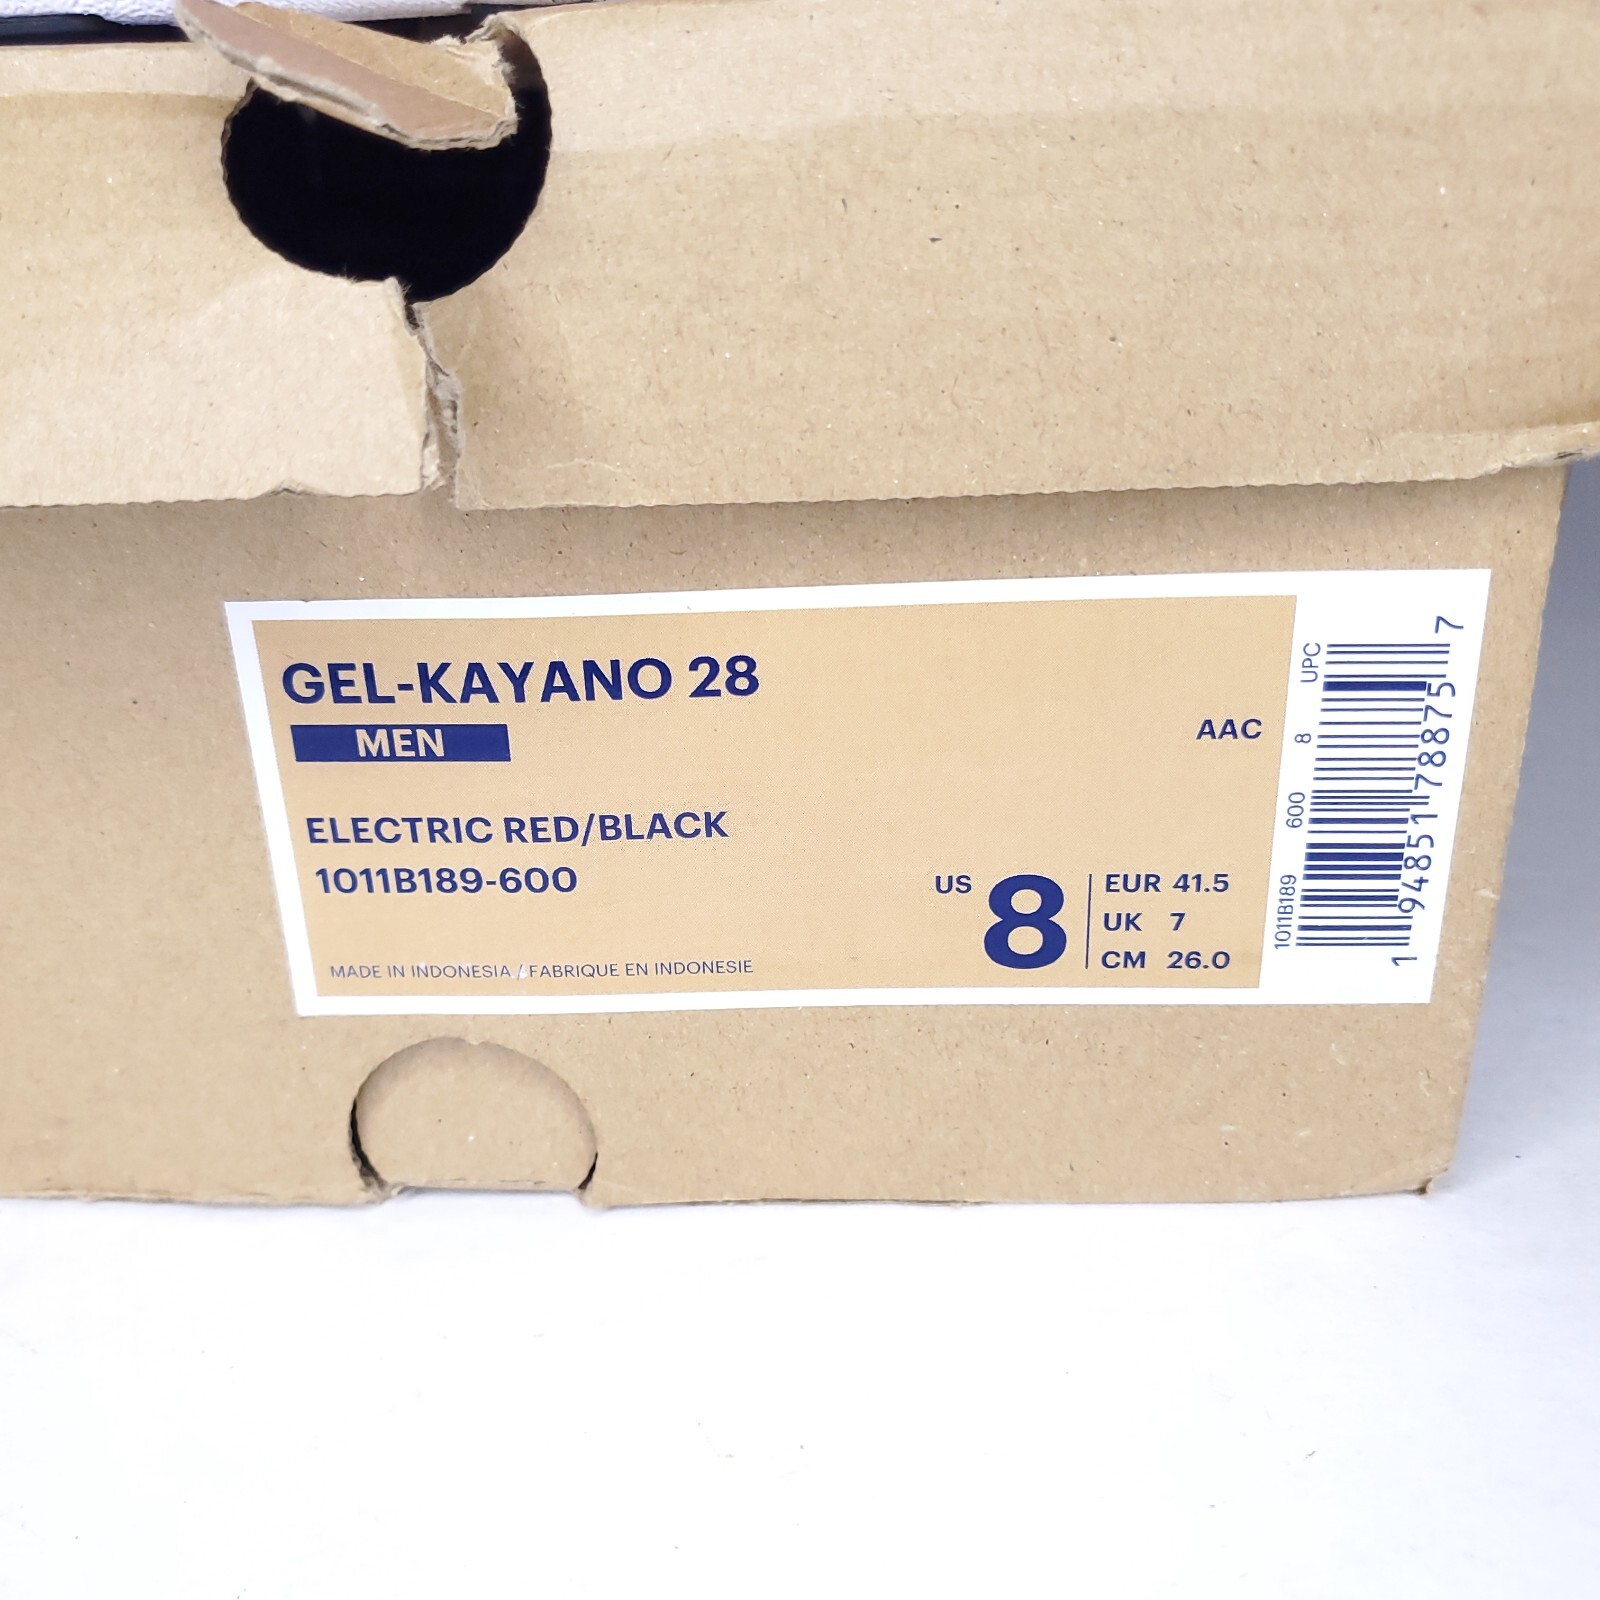 GEL-KAYANO 28
MEN
AAC
ELECTRIC RED/BLACK
1011B189-600
US 8
EUR 41.5
UK 7
CM 26.0
MADE IN INDONESIA / FABRIQUE EN INDONESIE
1011B189 600 8 UPC
1 94851 78875 7